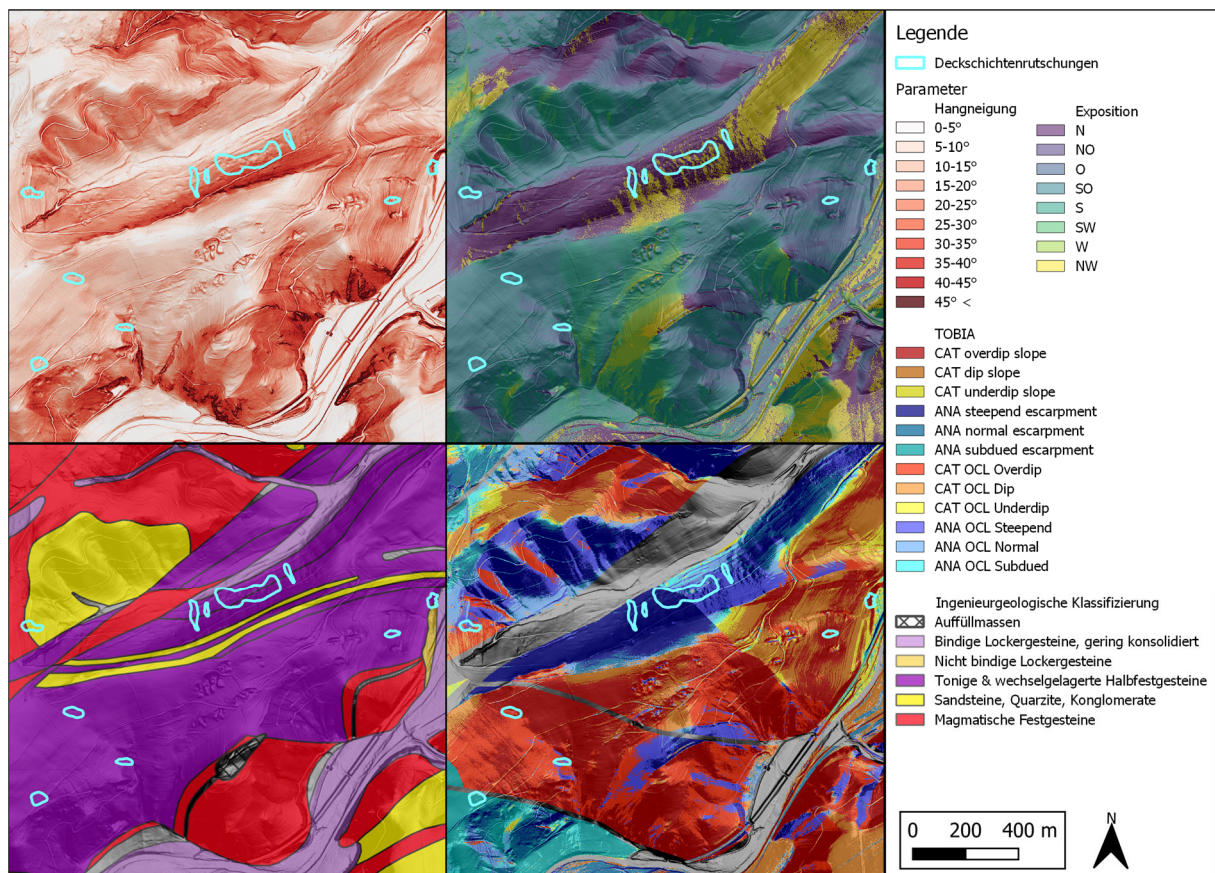 Legende
Deckschichtenrutschungen
Parameter
Hangneigung
0-5°
5-10°
10-15°
15-20°
20-25°
25-30°
30-35°
35-40°
40-45°
45° <
Exposition
N
NO
O
SO
S
SW
W
NW
TOBIA
CAT overdip slope
CAT dip slope
CAT underdip slope
ANA steepend escarpment
ANA normal escarpment
ANA subdued escarpment
CAT OCL Overdip
CAT OCL Dip
CAT OCL Underdip
ANA OCL Steepend
ANA OCL Normal
ANA OCL Subdued
Ingenieurgeologische Klassifizierung
Auffüllmassen
Bindige Lockergesteine, gering konsolidiert
Nicht bindige Lockergesteine
Tonige & wechselgelagerte Halbfestgesteine
Sandsteine, Quarzite, Konglomerate
Magmatische Festgesteine
0 200 400 m
N